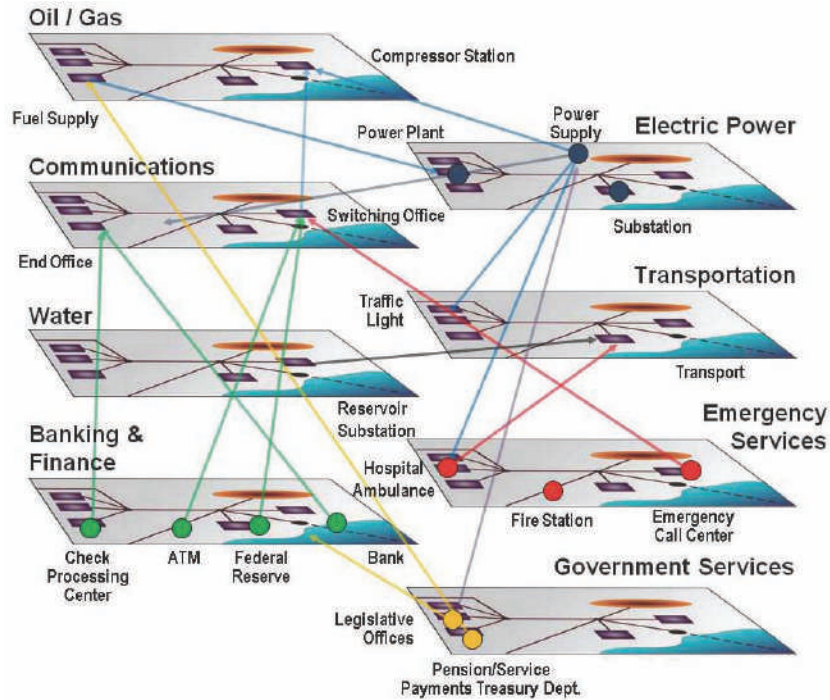 Oil / Gas
Compressor Station
Fuel Supply
Power Plant
Power
Supply
Electric Power
Communications
Switching Office
Substation
End Office
Transportation
Traffic
Light
Water
Transport
Reservoir
Substation
Emergency
Services
Banking &
Finance
Hospital
Ambulance
Fire Station
Emergency
Call Center
Check
Processing
Center
ATM
Federal
Reserve
Bank
Government Services
Legislative
Offices
Pension/Service
Payments Treasury Dept.